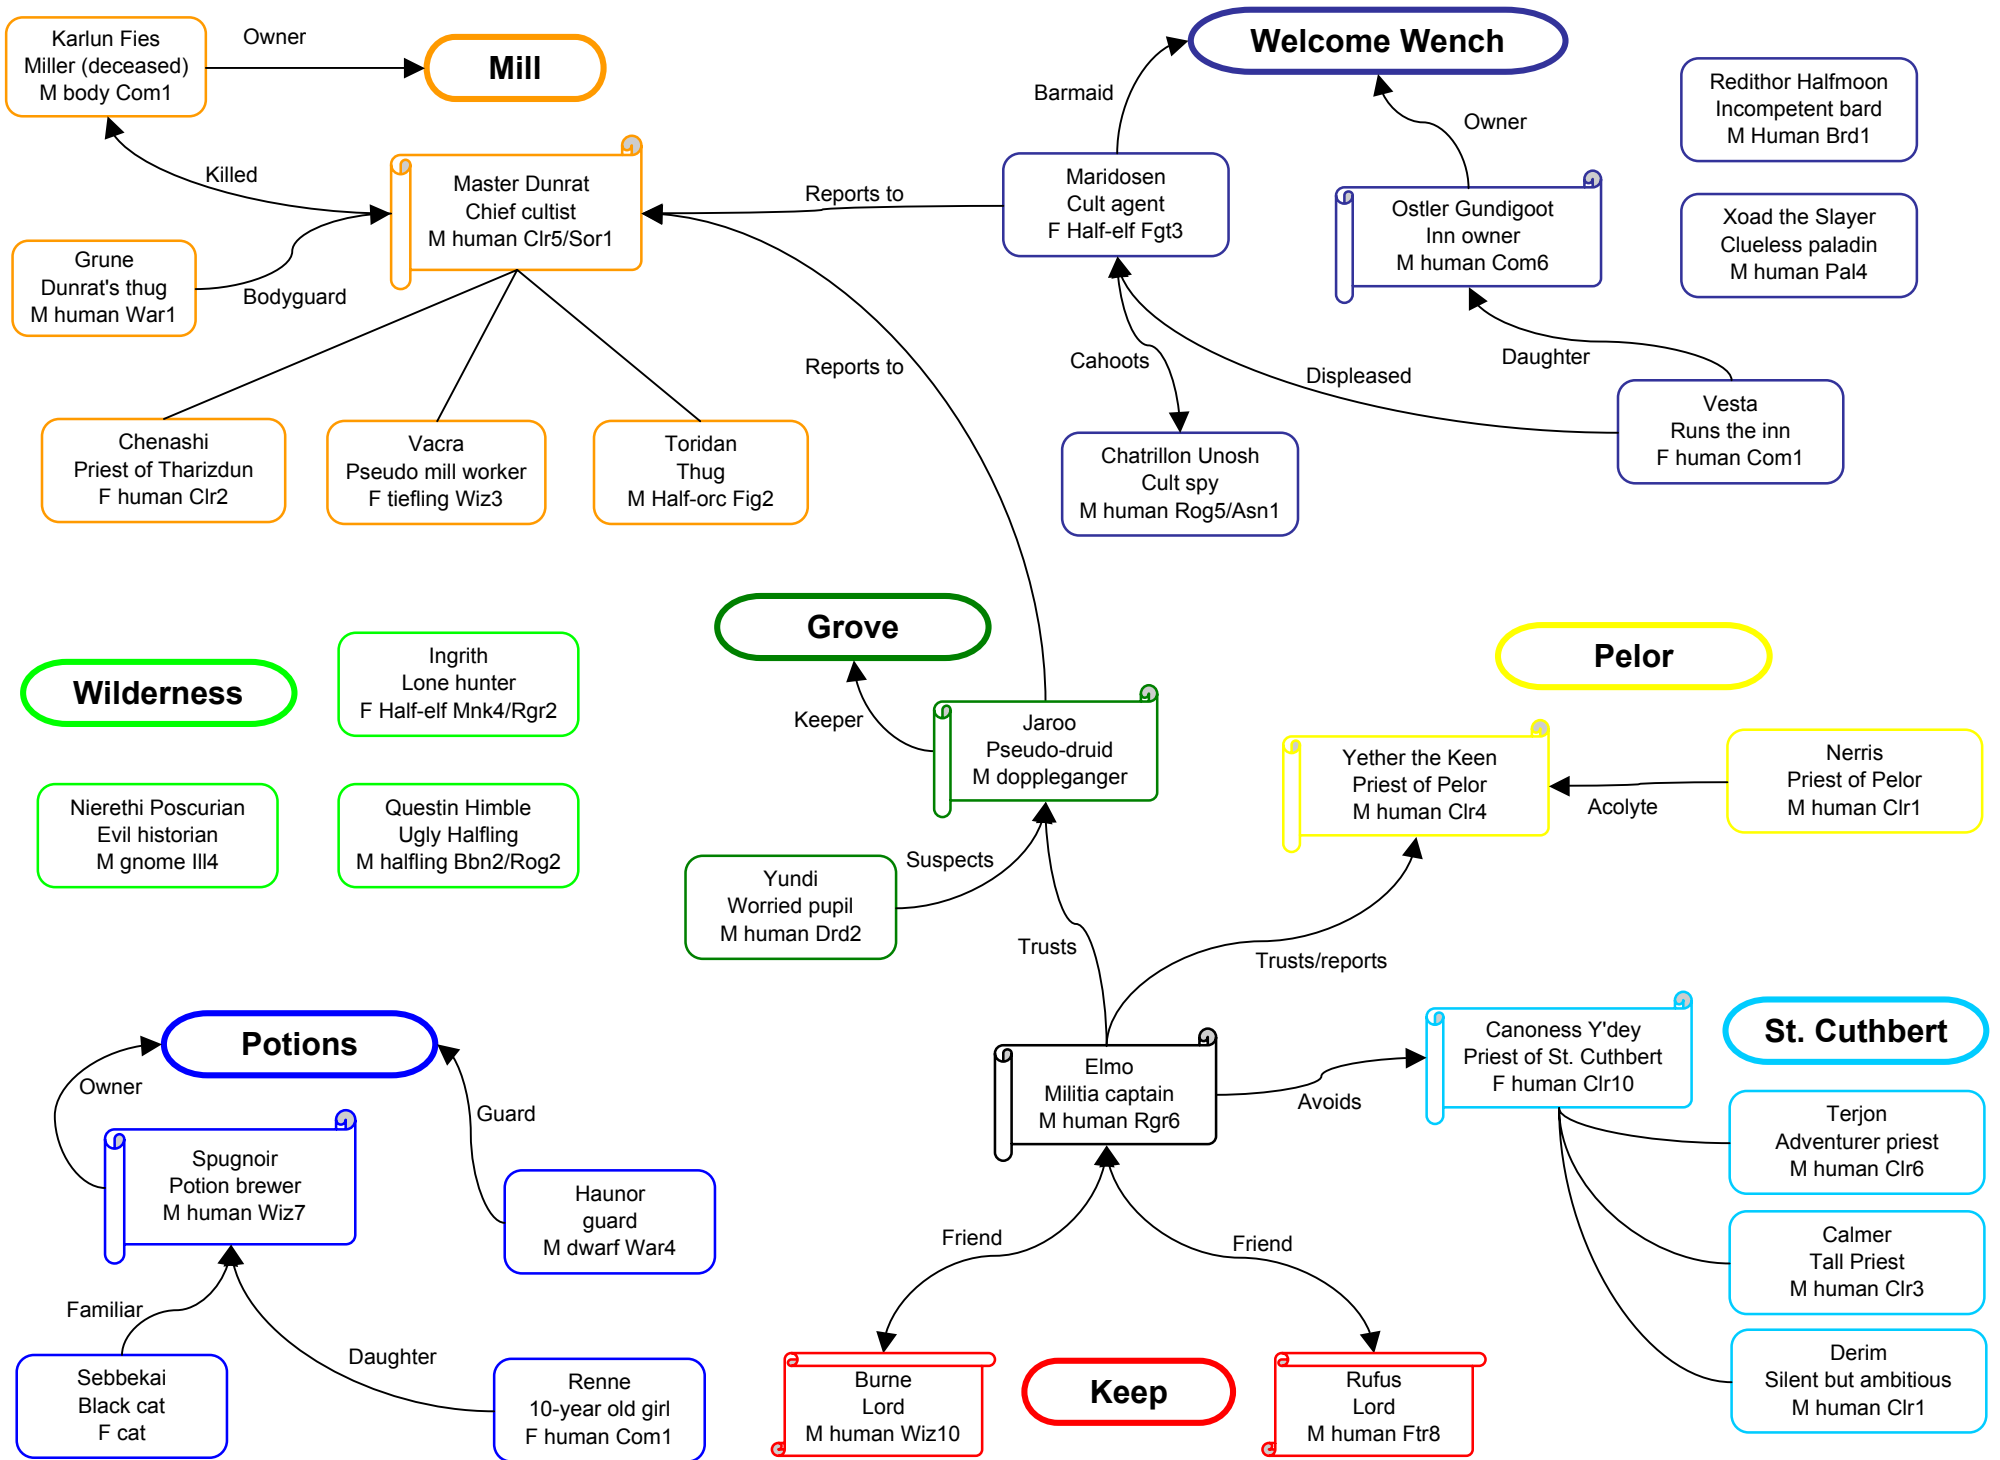 Karlun Fies
Miller (deceased)
M body Com1
Owner
Mill
Welcome Wench
Barmaid
Owner
Redithor Halfmoon
Incompetent bard
M Human Brd1
Killed
Master Dunrat
Chief cultist
M human Clr5/Sor1
Reports to
Maridosen
Cult agent
F Half-elf Fgt3
Ostler Gundigoot
Inn owner
M human Com6
Xoad the Slayer
Clueless paladin
M human Pal4
Grune
Dunrat's thug
M human War1
Bodyguard
Reports to
Cahoots
Displeased
Daughter
Vesta
Runs the inn
F human Com1
Chenashi
Priest of Tharizdun
F human Clr2
Vacra
Pseudo mill worker
F tiefling Wiz3
Toridan
Thug
M Half-orc Fig2
Chatrillon Unosh
Cult spy
M human Rog5/Asn1
Grove
Pelor
Wilderness
Ingrith
Lone hunter
F Half-elf Mnk4/Rgr2
Keeper
Jaroo
Pseudo-druid
M doppleganger
Yether the Keen
Priest of Pelor
M human Clr4
Acolyte
Nerris
Priest of Pelor
M human Clr1
Nierethi Poscurian
Evil historian
M gnome Ill4
Questin Himble
Ugly Halfling
M halfling Bbn2/Rog2
Suspects
Yundi
Worried pupil
M human Drd2
Trusts
Trusts/reports
Potions
Owner
Guard
Elmo
Militia captain
M human Rgr6
Avoids
Canoness Y'dey
Priest of St. Cuthbert
F human Clr10
St. Cuthbert
Terjon
Adventurer priest
M human Clr6
Spugnoir
Potion brewer
M human Wiz7
Haunor
guard
M dwarf War4
Friend
Friend
Calmer
Tall Priest
M human Clr3
Familiar
Daughter
Sebbekai
Black cat
F cat
Renne
10-year old girl
F human Com1
Burne
Lord
M human Wiz10
Keep
Rufus
Lord
M human Ftr8
Derim
Silent but ambitious
M human Clr1